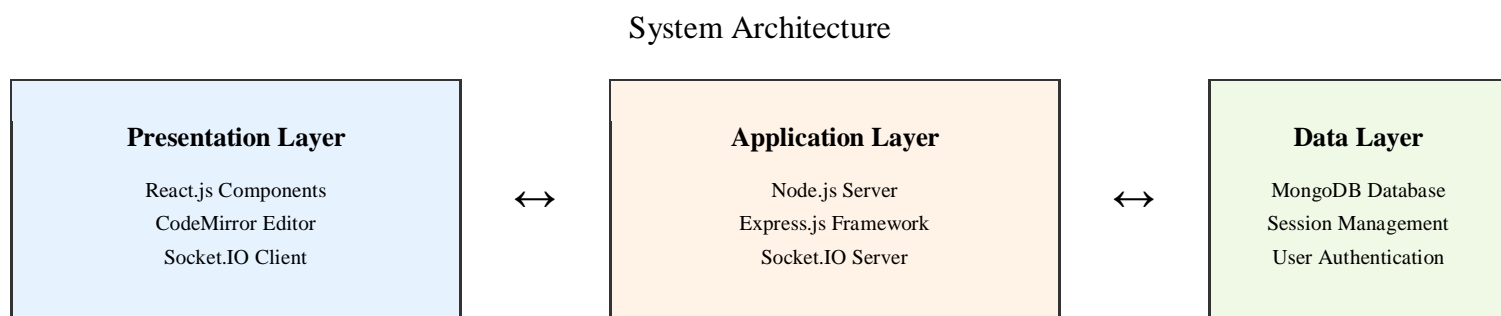 System Architecture
Presentation Layer
React.js Components
CodeMirror Editor
Socket.IO Client
↔
Application Layer
Node.js Server
Express.js Framework
Socket.IO Server
↔
Data Layer
MongoDB Database
Session Management
User Authentication